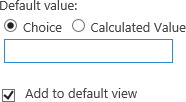 Default value:
Choice Calculated Value
Add to default view